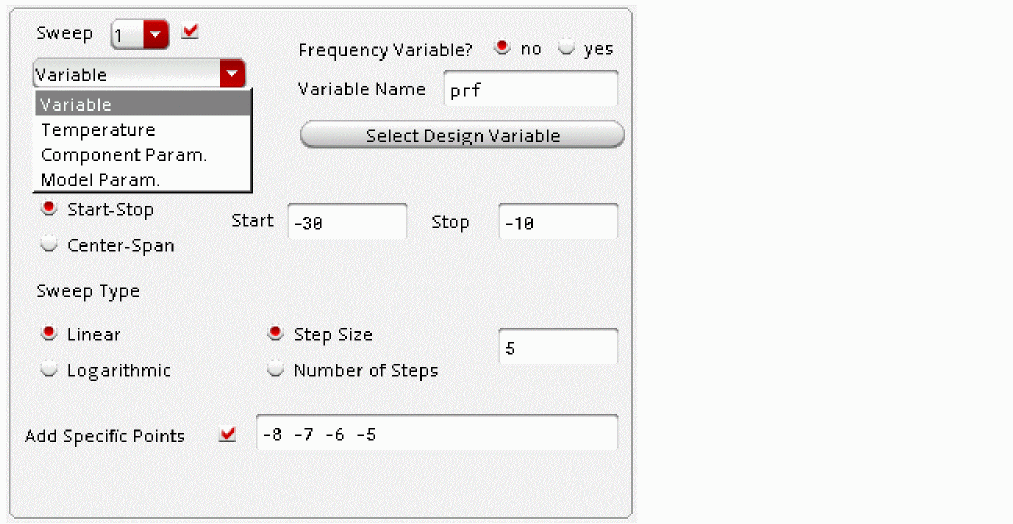 Sweep 1
Frequency Variable? no yes
Variable
Variable Name prf
Variable
Temperature
Select Design Variable
Component Param.
Model Param.
Start-Stop
Start -30 Stop -10
Center-Span
Sweep Type
Linear Step Size
5
Logarithmic Number of Steps
Add Specific Points -8 -7 -6 -5